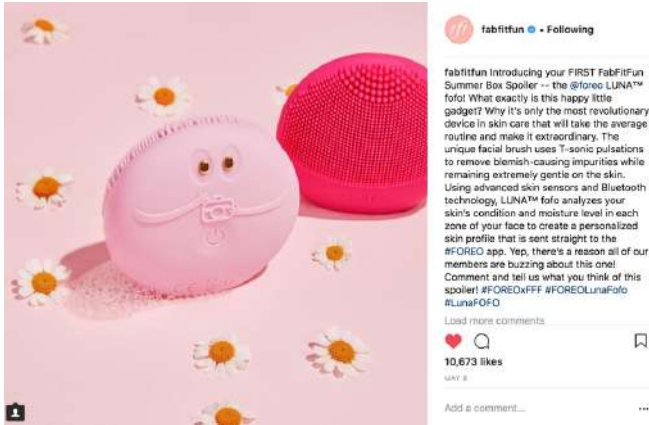 fabfitfun • Following
fabfitfun Introducing your FIRST FabFitFun
Summer Box Spoiler -- the @foreo LUNA™
fofo! What exactly is this happy little
gadget? Why it's only the most revolutionary
device in skin care that will take the average
routine and make it extraordinary. The
unique facial brush uses T-sonic pulsations
to remove blemish-causing impurities while
remaining extremely gentle on the skin.
Using advanced skin sensors and Bluetooth
technology, LUNA™ fofo analyzes your
skin's condition and moisture level in each
zone of your face to create a personalized
skin profile that is sent straight to the
#FOREO app. Yep, there's a reason all of our
members are buzzing about this one!
Comment and tell us what you think of this
spoiler! #FOREOxFFF #FOREOLunaFofo
#LunaFOFO
Load more comments
10,673 likes
Add a comment...